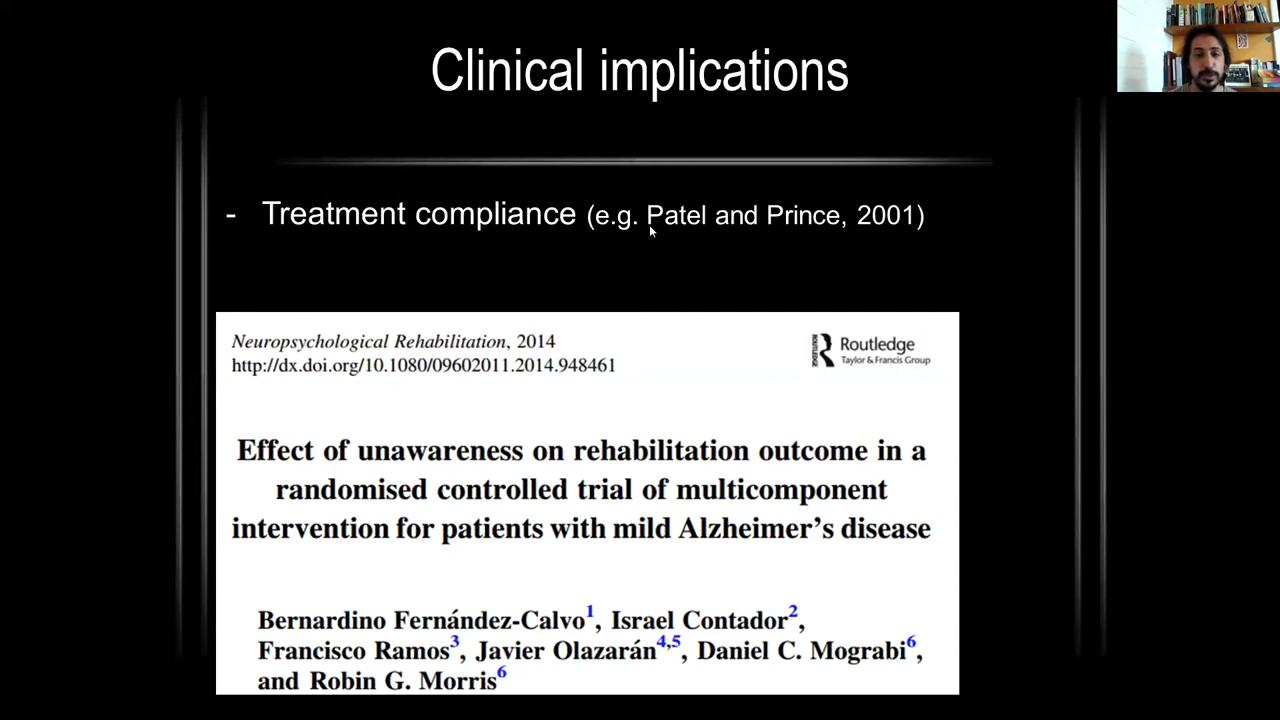 Clinical implications
- Treatment compliance (e.g. Patel and Prince, 2001)
Neuropsychological Rehabilitation, 2014
http://dx.doi.org/10.1080/09602011.2014.948461
ROUTLEDGE
Routledge
Taylor & Francis Group
Effect of unawareness on rehabilitation outcome in a
randomised controlled trial of multicomponent
intervention for patients with mild Alzheimer's disease
Bernardino Fernández-Calvo1, Israel Contador2,
Francisco Ramos3, Javier Olazarán4,5, Daniel C. Mograbi6,
and Robin G. Morris6